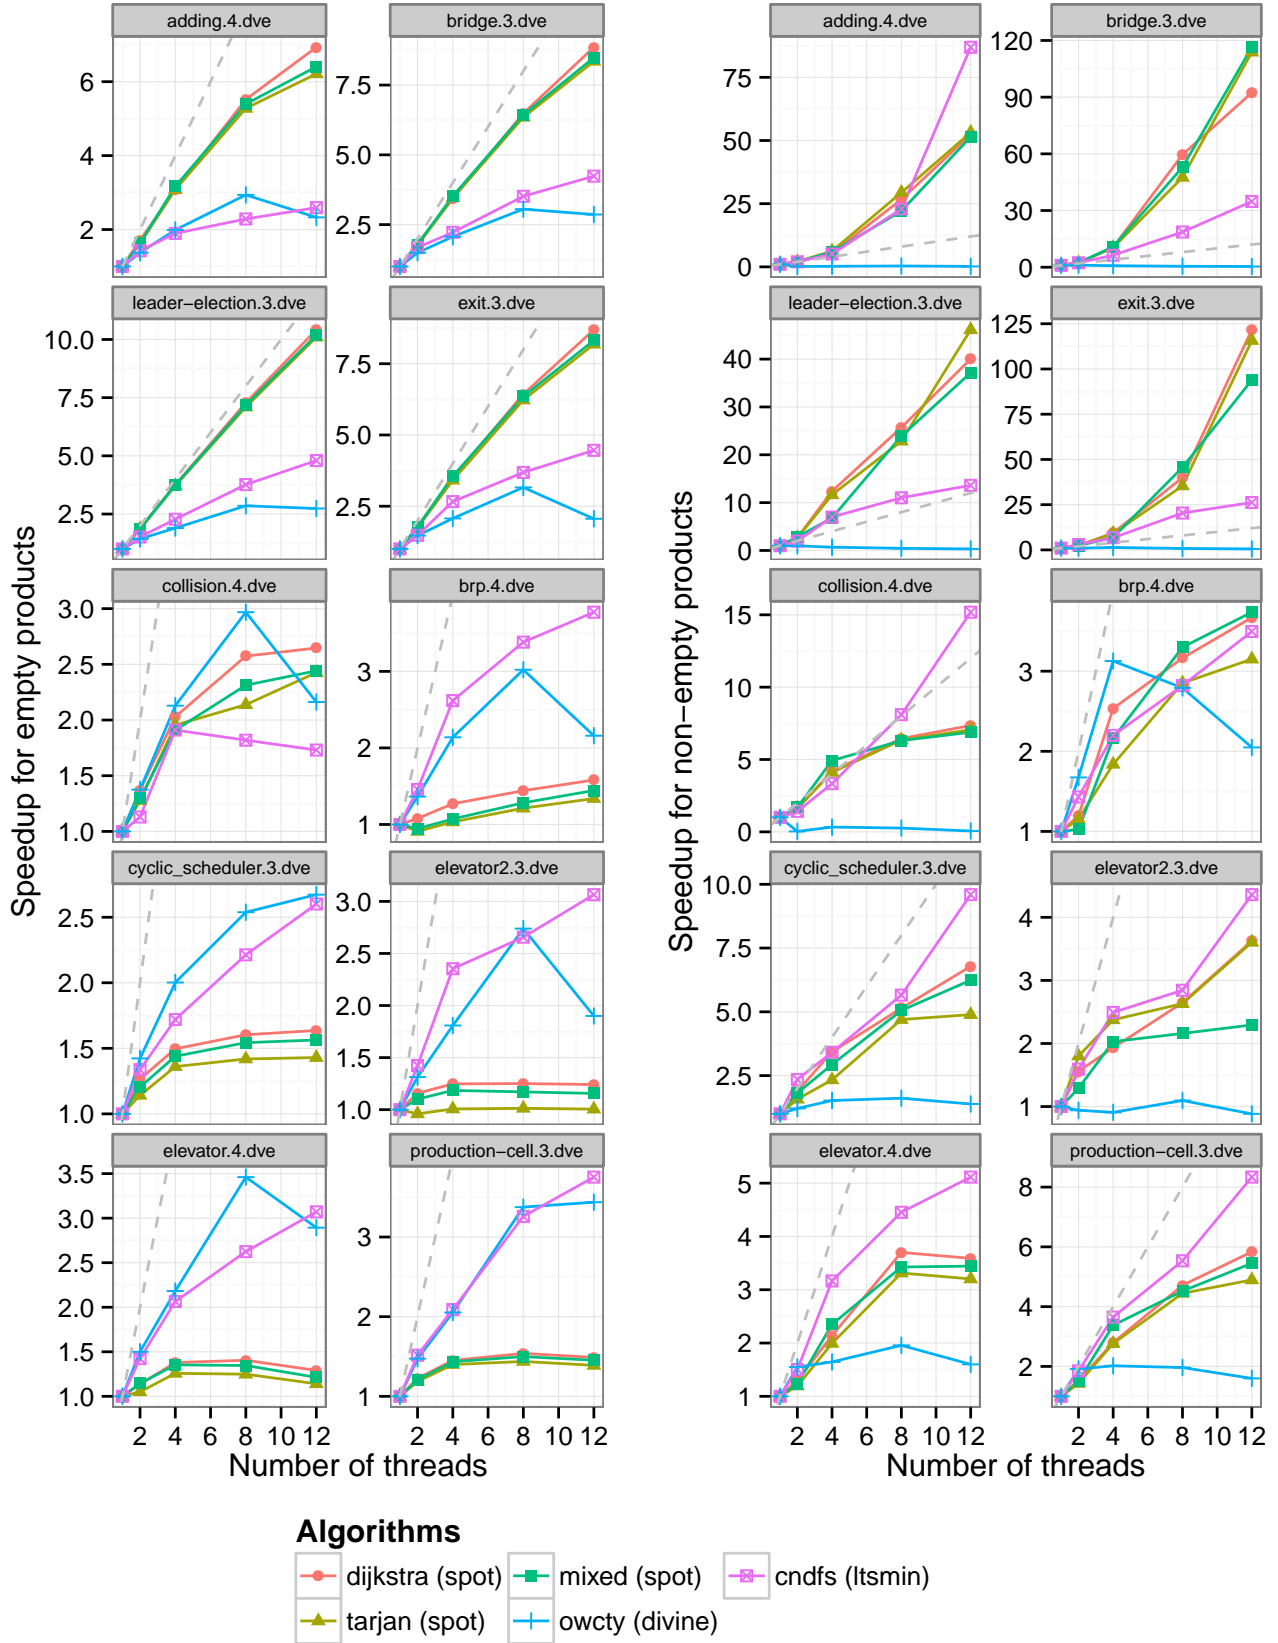 adding.4.dve
bridge.3.dve
adding.4.dve
bridge.3.dve
6
4
2
7.5
5.0
2.5
75
50
25
0
120
90
60
30
0
leader−election.3.dve
exit.3.dve
leader−election.3.dve
exit.3.dve
10.0
7.5
5.0
2.5
7.5
5.0
2.5
40
30
20
10
0
125
100
75
50
25
0
Speedup for empty products
Speedup for non−empty products
collision.4.dve
brp.4.dve
collision.4.dve
brp.4.dve
3.0
2.5
2.0
1.5
1.0
3
2
1
15
10
5
0
3
2
1
cyclic_scheduler.3.dve
elevator2.3.dve
cyclic_scheduler.3.dve
elevator2.3.dve
2.5
2.0
1.5
1.0
3.0
2.5
2.0
1.5
1.0
10.0
7.5
5.0
2.5
4
3
2
1
elevator.4.dve
production−cell.3.dve
elevator.4.dve
production−cell.3.dve
3.5
3.0
2.5
2.0
1.5
1.0
3
2
1
5
4
3
2
1
8
6
4
2
2 4 6 8 10 12
2 4 6 8 10 12
2 4 6 8 10 12
2 4 6 8 10 12
Number of threads
Number of threads
Algorithms
dijkstra (spot)
mixed (spot)
cndfs (ltsmin)
tarjan (spot)
owcty (divine)